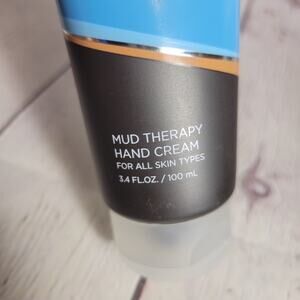 MUD THERAPY
HAND CREAM
FOR ALL SKIN TYPES
3.4 FL.OZ. / 100 mL